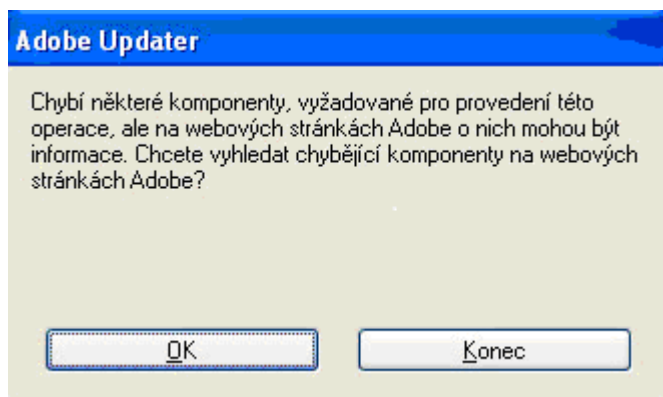 Adobe Updater
Chybí některé komponenty, vyžadované pro provedení této
operace, ale na webových stránkách Adobe o nich mohou být
informace. Chcete vyhledat chybějící komponenty na webových
stránkách Adobe?
OK
Konec